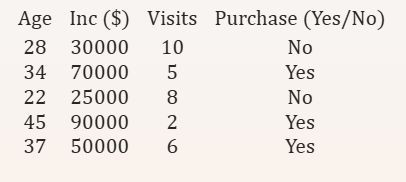 Age Inc ($) Visits Purchase (Yes/No)
28 30000 10 No
34 70000 5 Yes
22 25000 8 No
45 90000 2 Yes
37 50000 6 Yes